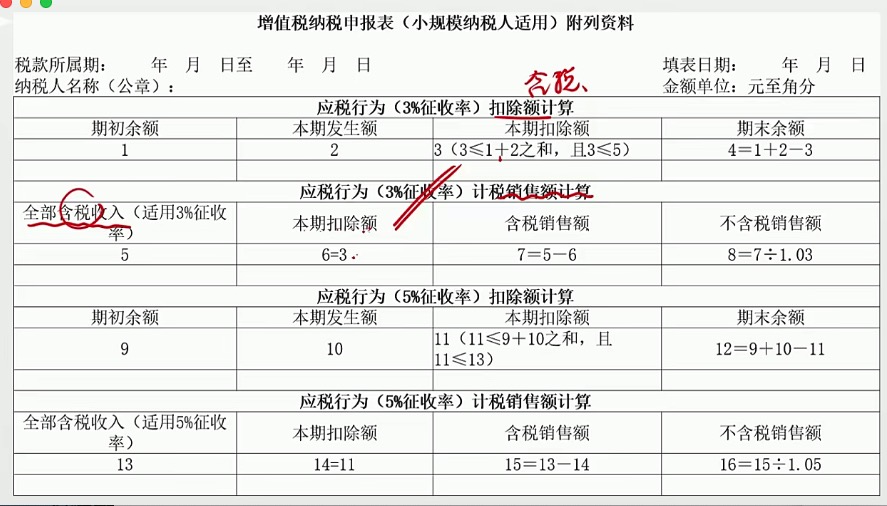 增值税纳税申报表（小规模纳税人适用）附列资料
税款所属期： 年 月 日至 年 月 日 填表日期： 年 月 日
纳税人名称（公章）： 金额单位：元至角分
含税、
应税行为（3%征收率）扣除额计算
期初余额 本期发生额 本期扣除额 期末余额
1 2 3（3≤1+2之和，且3≤5） 4=1+2-3
应税行为（3%征收率）计税销售额计算
全部含税收入（适用3%征收率） 本期扣除额 含税销售额 不含税销售额
5 6=3 7=5-6 8=7÷1.03
应税行为（5%征收率）扣除额计算
期初余额 本期发生额 本期扣除额 期末余额
9 10 11（11≤9+10之和，且11≤13） 12=9+10-11
应税行为（5%征收率）计税销售额计算
全部含税收入（适用5%征收率） 本期扣除额 含税销售额 不含税销售额
13 14=11 15=13-14 16=15÷1.05